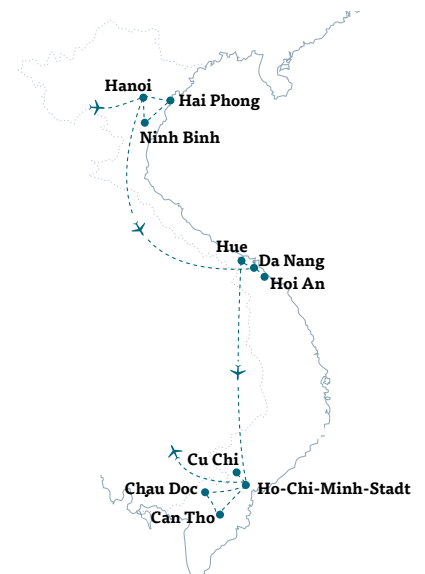 Hanoi
Hai Phong
Ninh Binh
Hue
Da Nang
Hoi An
Cu Chi
Chau Doc
Ho-Chi-Minh-Stadt
Can Tho